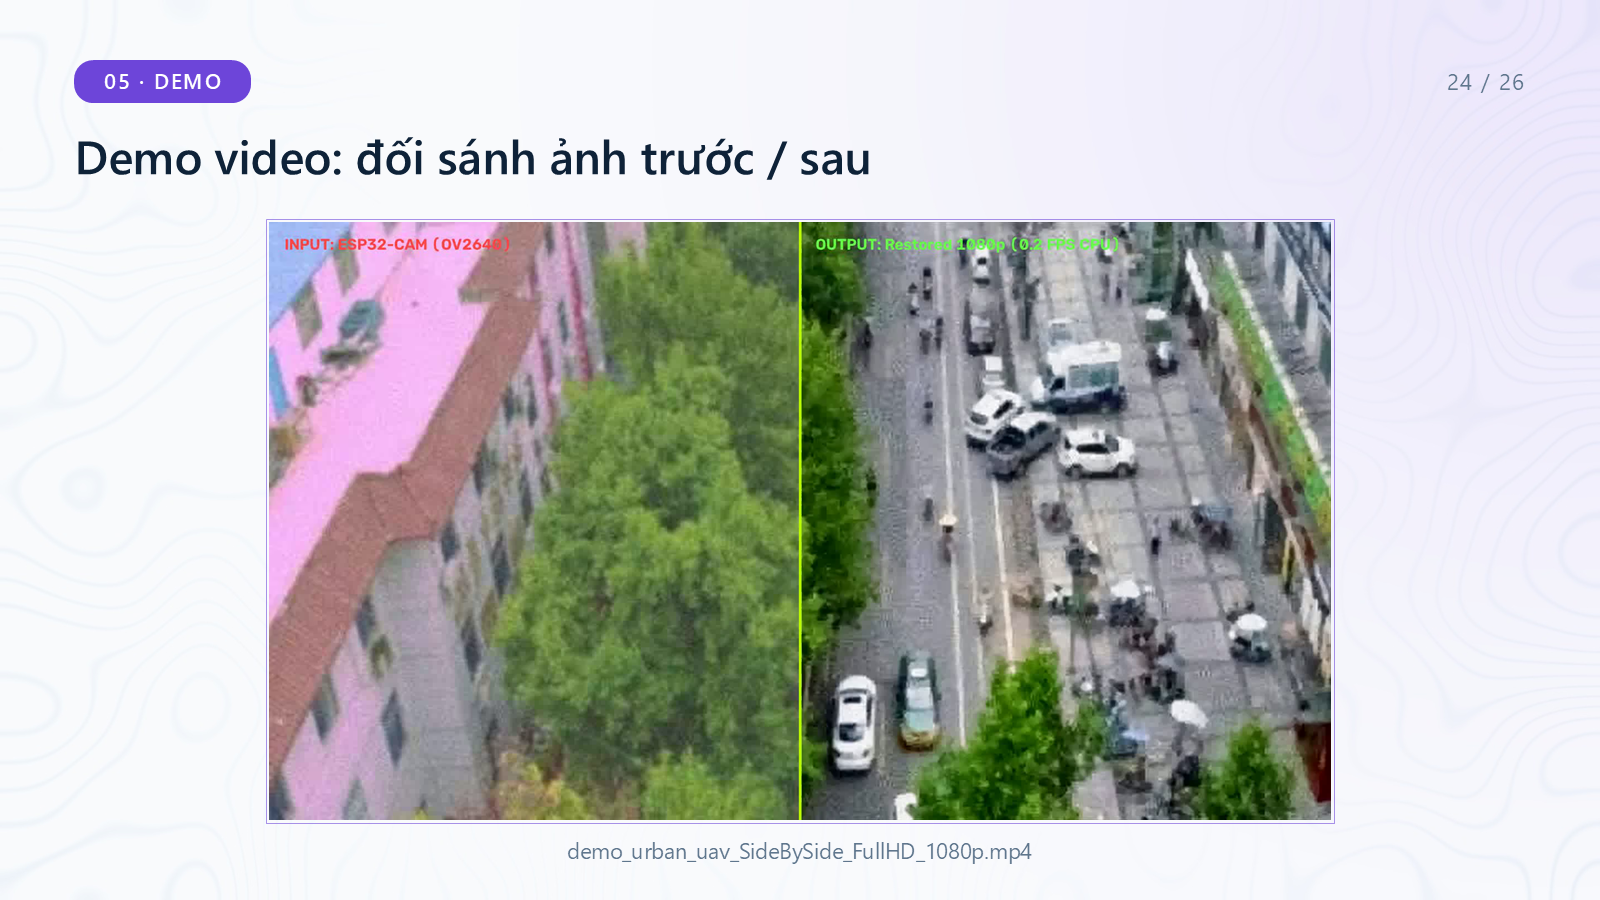 05 · DEMO
24 / 26
Demo video: đối sánh ảnh trước / sau
INPUT: ESP32-CAM (OV2640)
OUTPUT: Restored 1080p (0.2 FPS CPU)
demo_urban_uav_SideBySide_FullHD_1080p.mp4